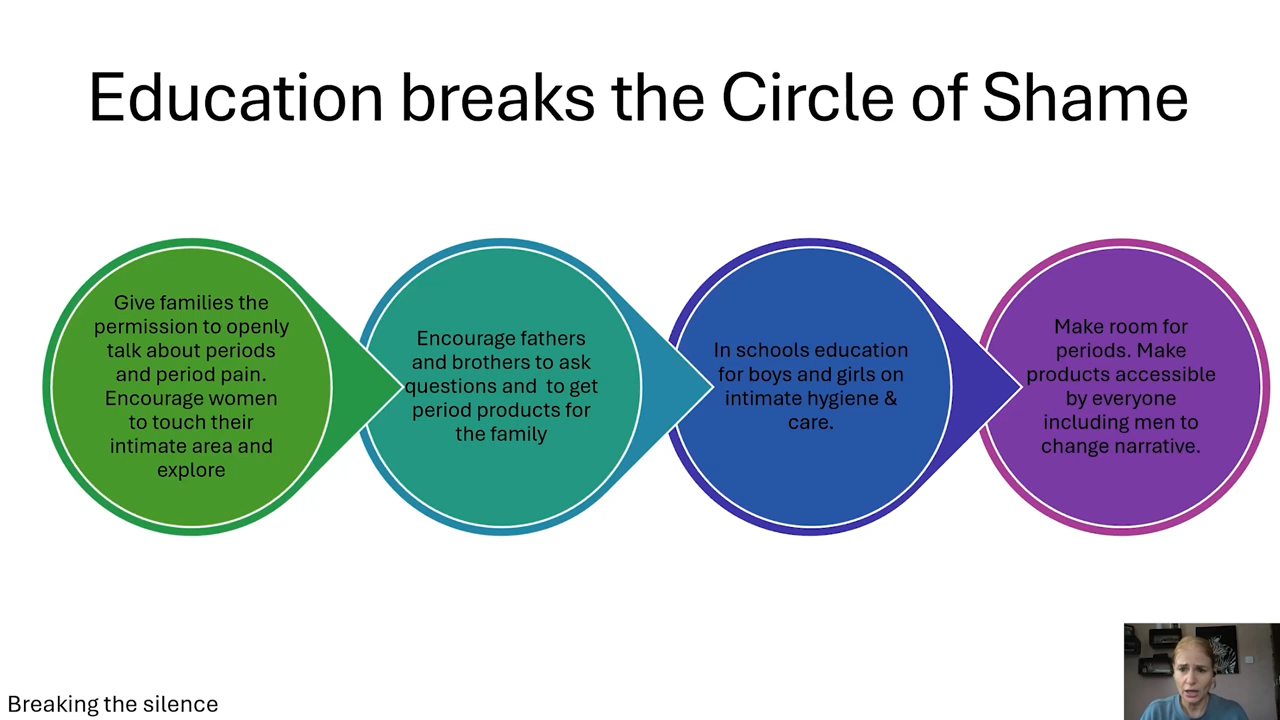 Education breaks the Circle of Shame
Give families the
permission to openly
talk about periods
and period pain.
Encourage women
to touch their
intimate area and
explore
Encourage fathers
and brothers to ask
questions and  to get
period products for
the family
In schools education
for boys and girls on
intimate hygiene &
care.
Make room for
periods. Make
products accessible
by everyone
including men to
change narrative.
Breaking the silence